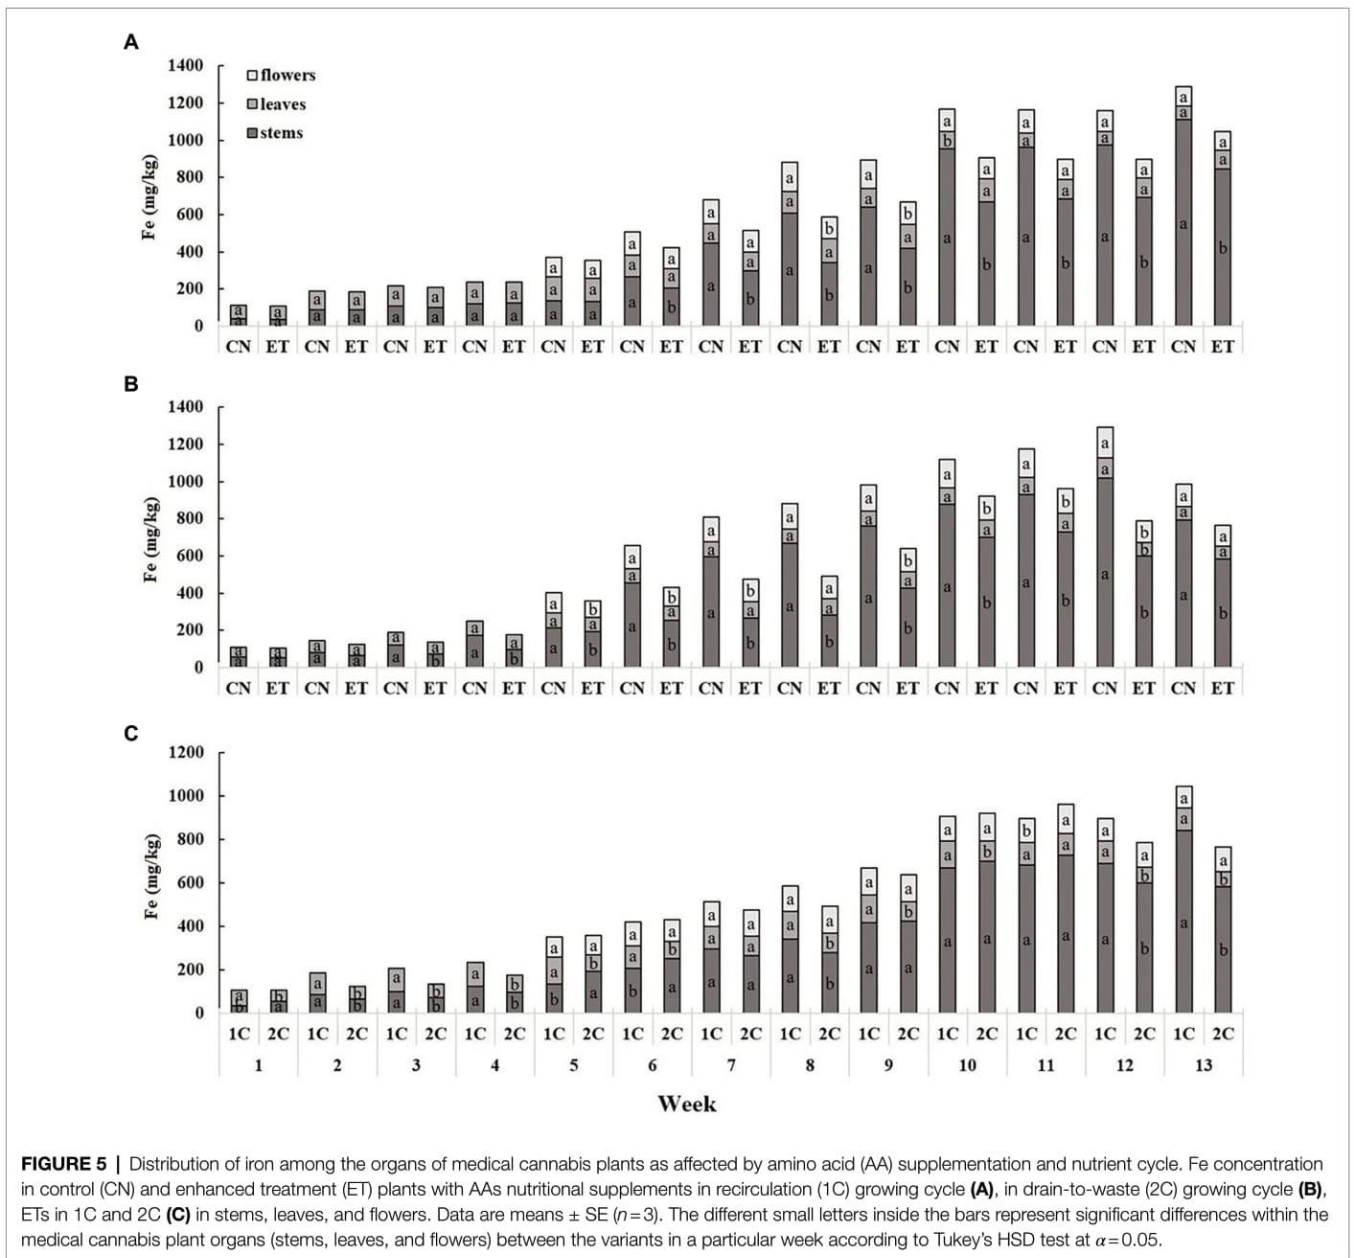 A
1400
1200
1000
800
600
400
200
0
Fe (mg/kg)
flowers
leaves
stems
a a a a a a a a a a a a a a a b a a
a a a a a a a a a a a a a a a a a a b a a b a b a a a a a a a a a a
a a a a a a a a a a a b a b a b a b a b a b a b a b
CN ET CN ET CN ET CN ET CN ET CN ET CN ET CN ET CN ET CN ET CN ET CN ET CN ET
B
1400
1200
1000
800
600
400
200
0
Fe (mg/kg)
CN ET CN ET CN ET CN ET CN ET CN ET CN ET CN ET CN ET CN ET CN ET CN ET CN ET
C
1200
1000
800
600
400
200
0
Fe (mg/kg)
1C 2C 1C 2C 1C 2C 1C 2C 1C 2C 1C 2C 1C 2C 1C 2C 1C 2C 1C 2C 1C 2C 1C 2C 1C 2C
1 2 3 4 5 6 7 8 9 10 11 12 13
Week
FIGURE 5 | Distribution of iron among the organs of medical cannabis plants as affected by amino acid (AA) supplementation and nutrient cycle. Fe concentration
in control (CN) and enhanced treatment (ET) plants with AAs nutritional supplements in recirculation (1C) growing cycle (A), in drain-to-waste (2C) growing cycle (B),
ETs in 1C and 2C (C) in stems, leaves, and flowers. Data are means ± SE (n=3). The different small letters inside the bars represent significant differences within the
medical cannabis plant organs (stems, leaves, and flowers) between the variants in a particular week according to Tukey's HSD test at α=0.05.